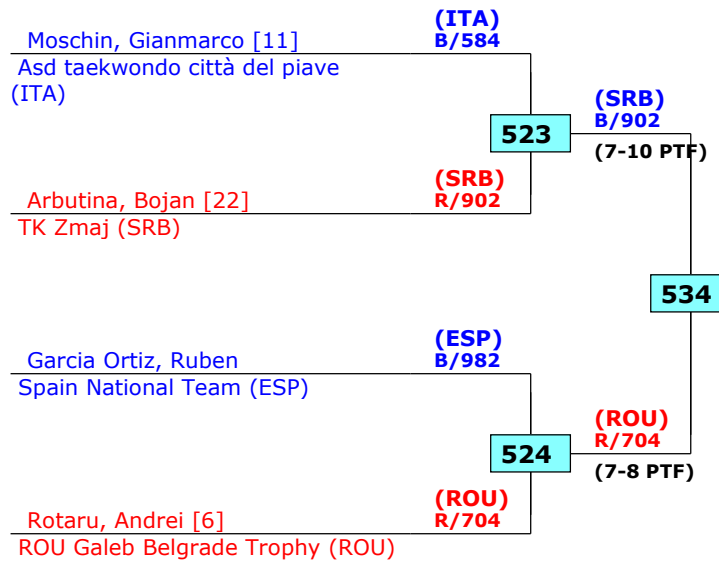 (ITA)
Moschin, Gianmarco [11]
B/584
Asd taekwondo città del piave
(ITA)
(SRB)
B/902
523
(7-10 PTF)
(SRB)
Arbutina, Bojan [22]
R/902
TK Zmaj (SRB)
534
(ESP)
Garcia Ortiz, Ruben
B/982
Spain National Team (ESP)
(ROU)
R/704
524
(7-8 PTF)
(ROU)
Rotaru, Andrei [6]
R/704
ROU Galeb Belgrade Trophy (ROU)